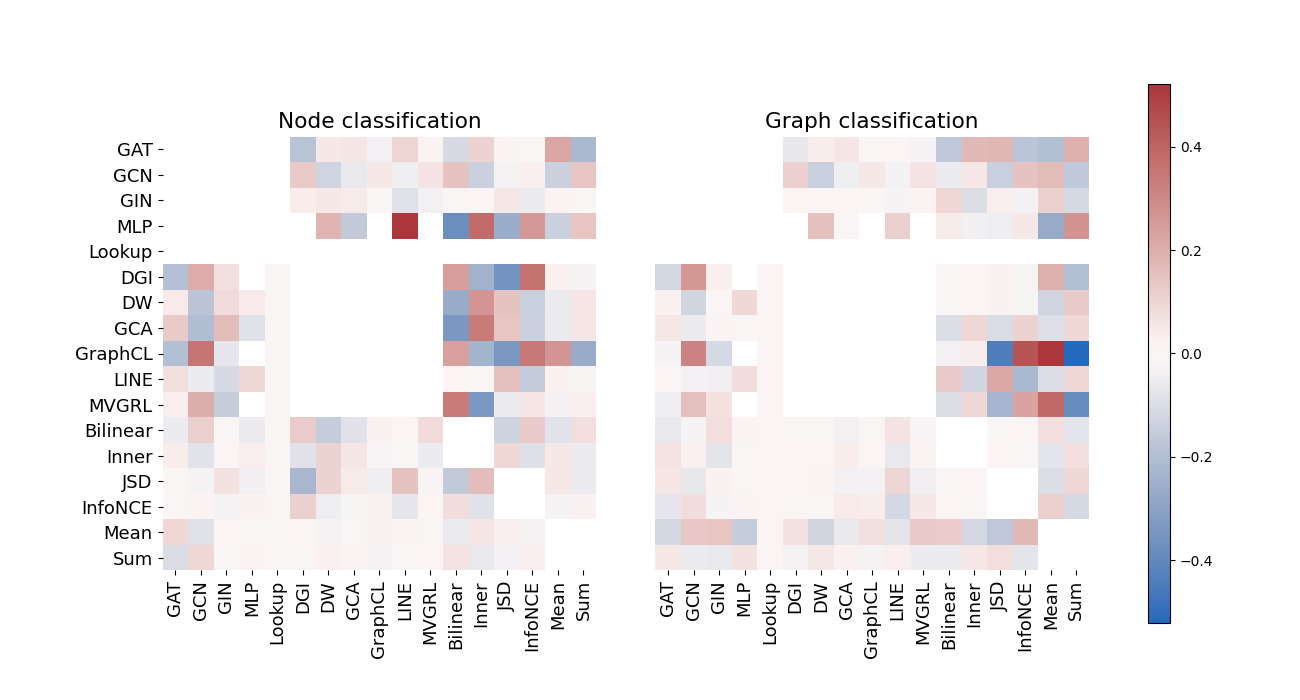 Node classification
Graph classification
GAT
GCN
GIN
MLP
Lookup
DGI
DW
GCA
GraphCL
LINE
MVGRL
Bilinear
Inner
JSD
InfoNCE
Mean
Sum
GAT
GCN
GIN
MLP
Lookup
DGI
DW
GCA
GraphCL
LINE
MVGRL
Bilinear
Inner
JSD
InfoNCE
Mean
Sum
GAT
GCN
GIN
MLP
Lookup
DGI
DW
GCA
GraphCL
LINE
MVGRL
Bilinear
Inner
JSD
InfoNCE
Mean
Sum
0.4
0.2
0.0
−0.2
−0.4